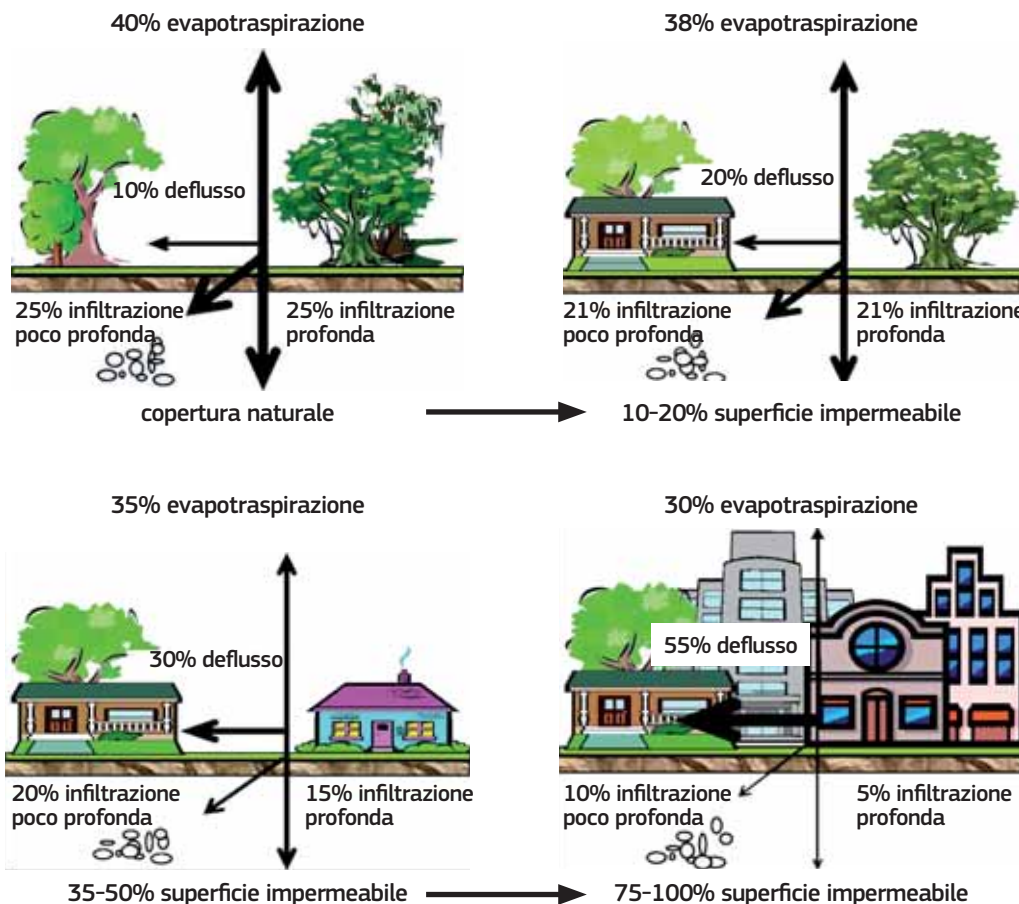 40% evapotraspirazione
10% deflusso
25% infiltrazione
poco profonda
25% infiltrazione
profonda
copertura naturale
38% evapotraspirazione
20% deflusso
21% infiltrazione
poco profonda
21% infiltrazione
profonda
10-20% superficie impermeabile
35% evapotraspirazione
30% deflusso
20% infiltrazione
poco profonda
15% infiltrazione
profonda
35-50% superficie impermeabile
30% evapotraspirazione
55% deflusso
10% infiltrazione
poco profonda
5% infiltrazione
profonda
75-100% superficie impermeabile